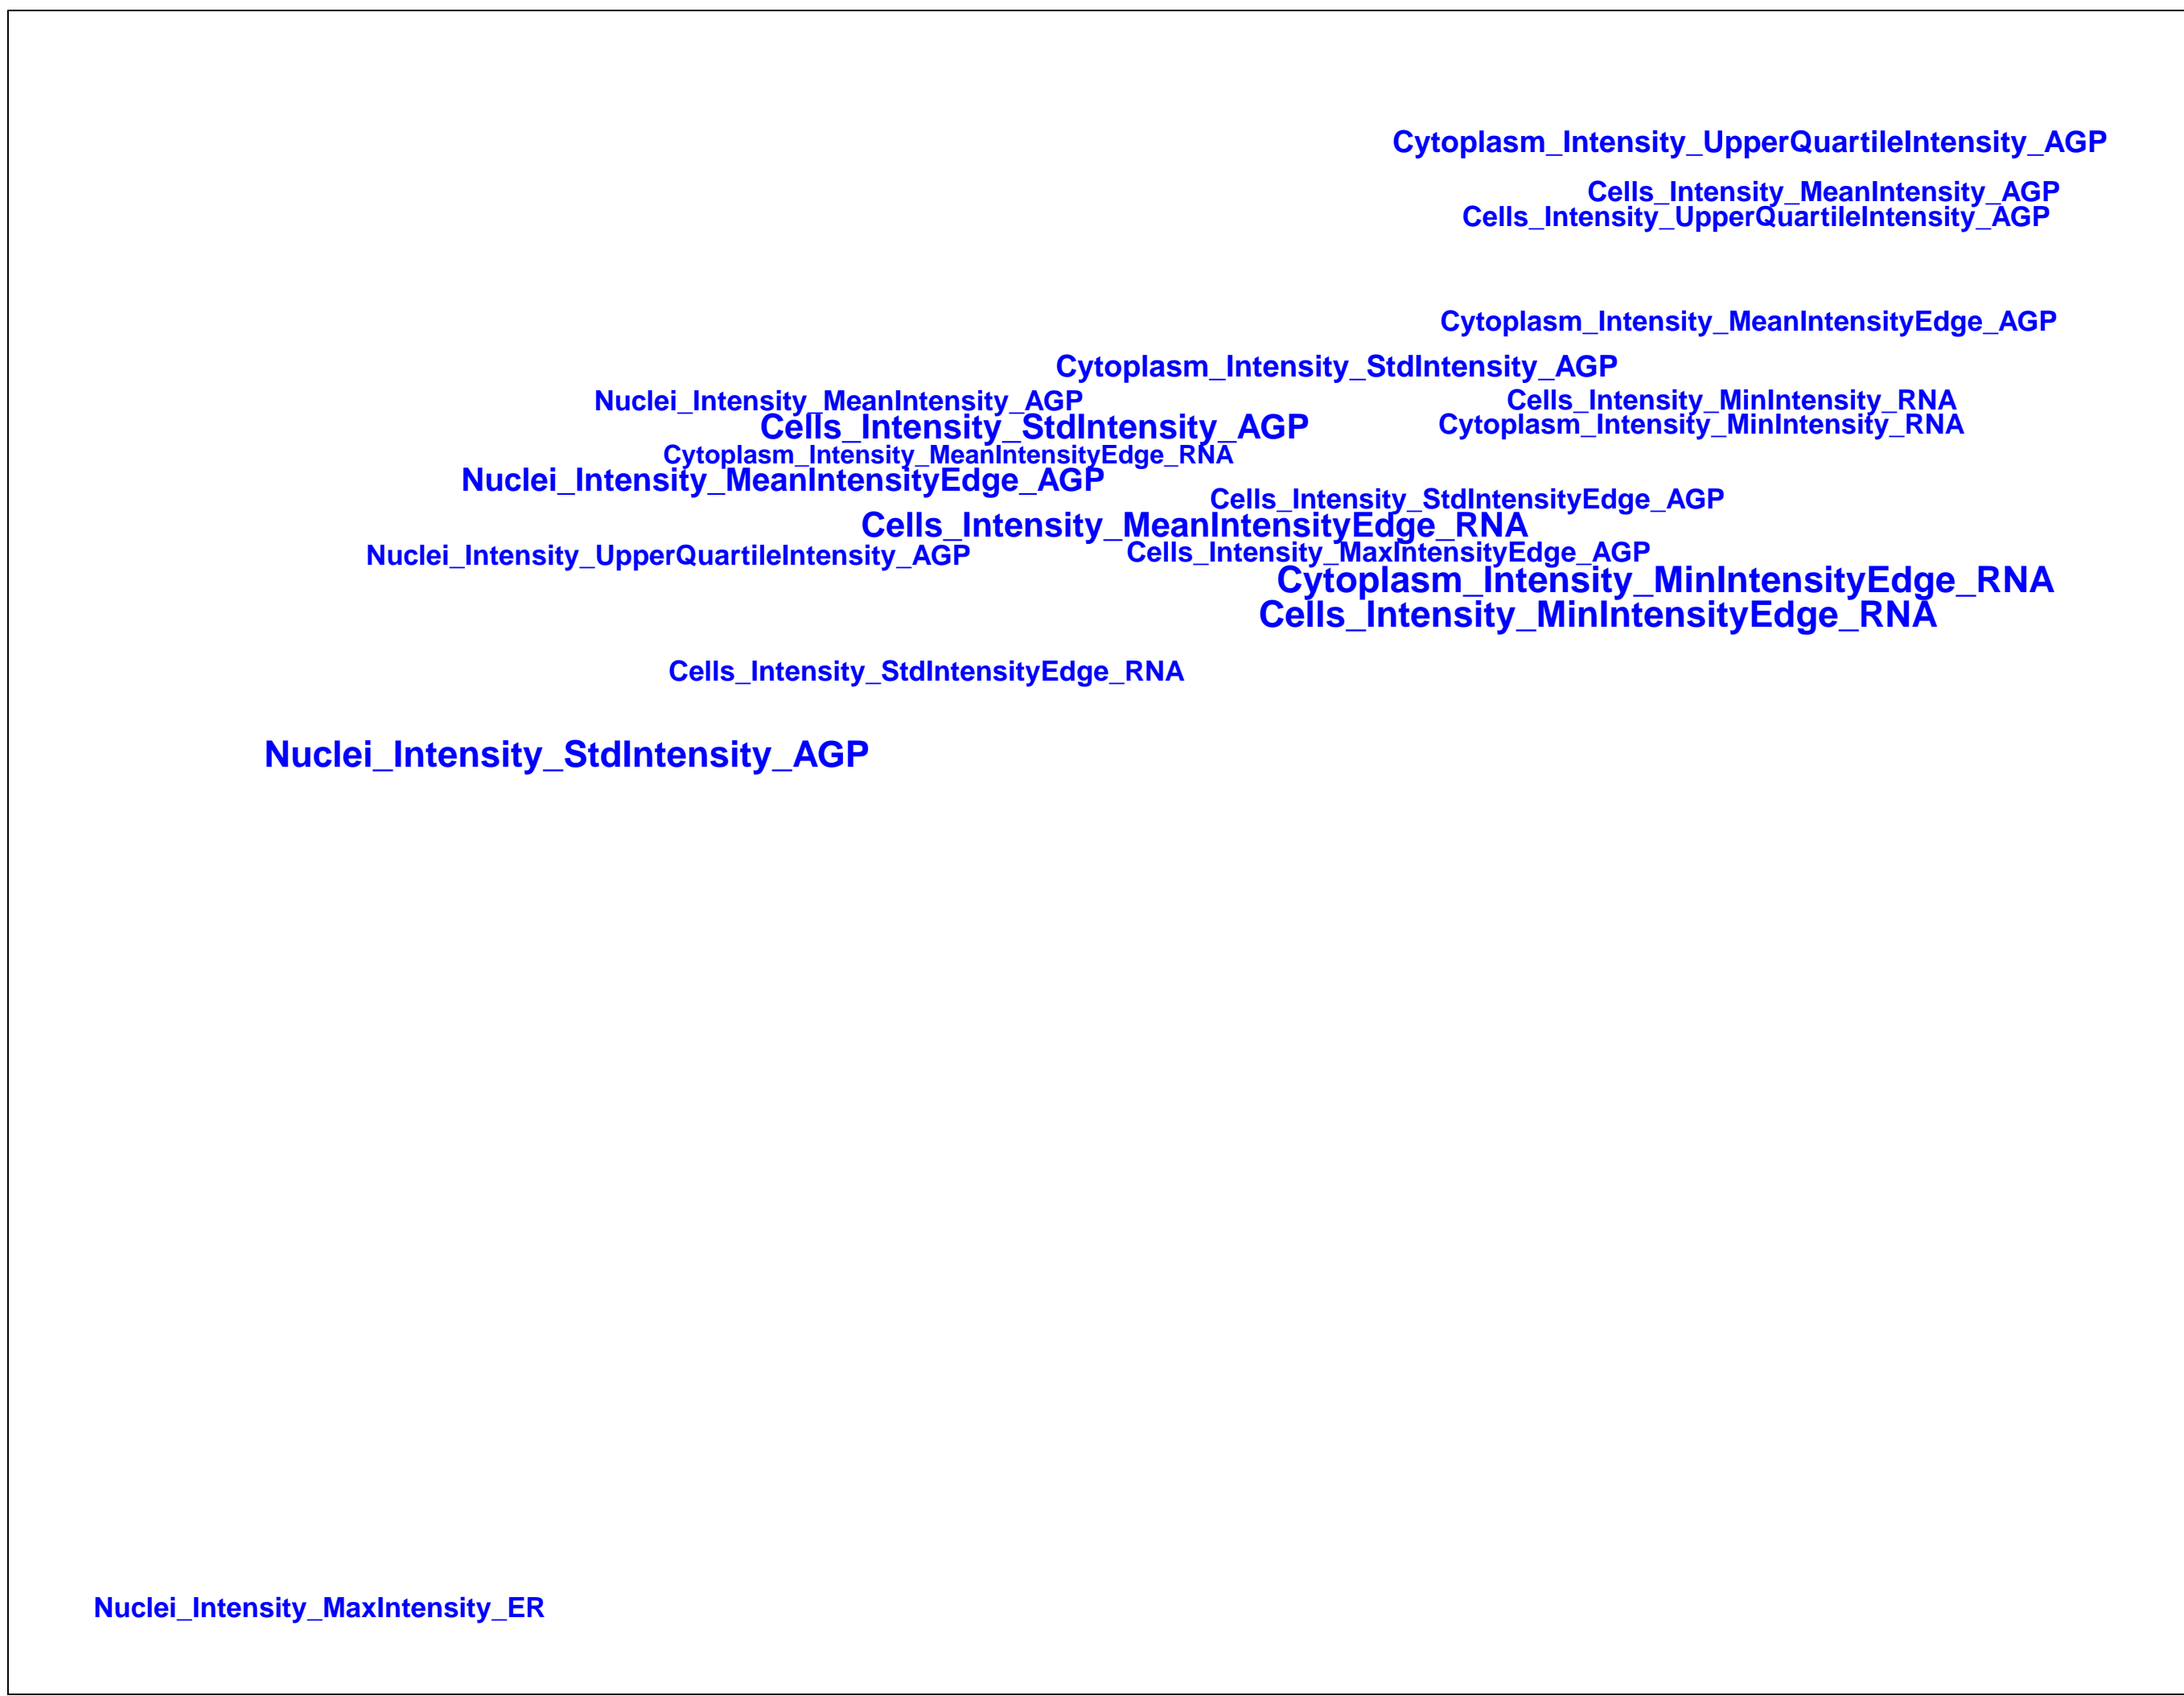 Cytoplasm_Intensity_UpperQuartileIntensity_AGP
Cells_Intensity_MeanIntensity_AGP
Cells_Intensity_UpperQuartileIntensity_AGP
Cytoplasm_Intensity_MeanIntensityEdge_AGP
Cytoplasm_Intensity_StdIntensity_AGP
Nuclei_Intensity_MeanIntensity_AGP
Cells_Intensity_MinIntensity_RNA
Cells_Intensity_StdIntensity_AGP
Cytoplasm_Intensity_MinIntensity_RNA
Cytoplasm_Intensity_MeanIntensityEdge_RNA
Nuclei_Intensity_MeanIntensityEdge_AGP
Cells_Intensity_StdIntensityEdge_AGP
Cells_Intensity_MeanIntensityEdge_RNA
Nuclei_Intensity_UpperQuartileIntensity_AGP
Cells_Intensity_MaxIntensityEdge_AGP
Cytoplasm_Intensity_MinIntensityEdge_RNA
Cells_Intensity_MinIntensityEdge_RNA
Cells_Intensity_StdIntensityEdge_RNA
Nuclei_Intensity_StdIntensity_AGP
Nuclei_Intensity_MaxIntensity_ER